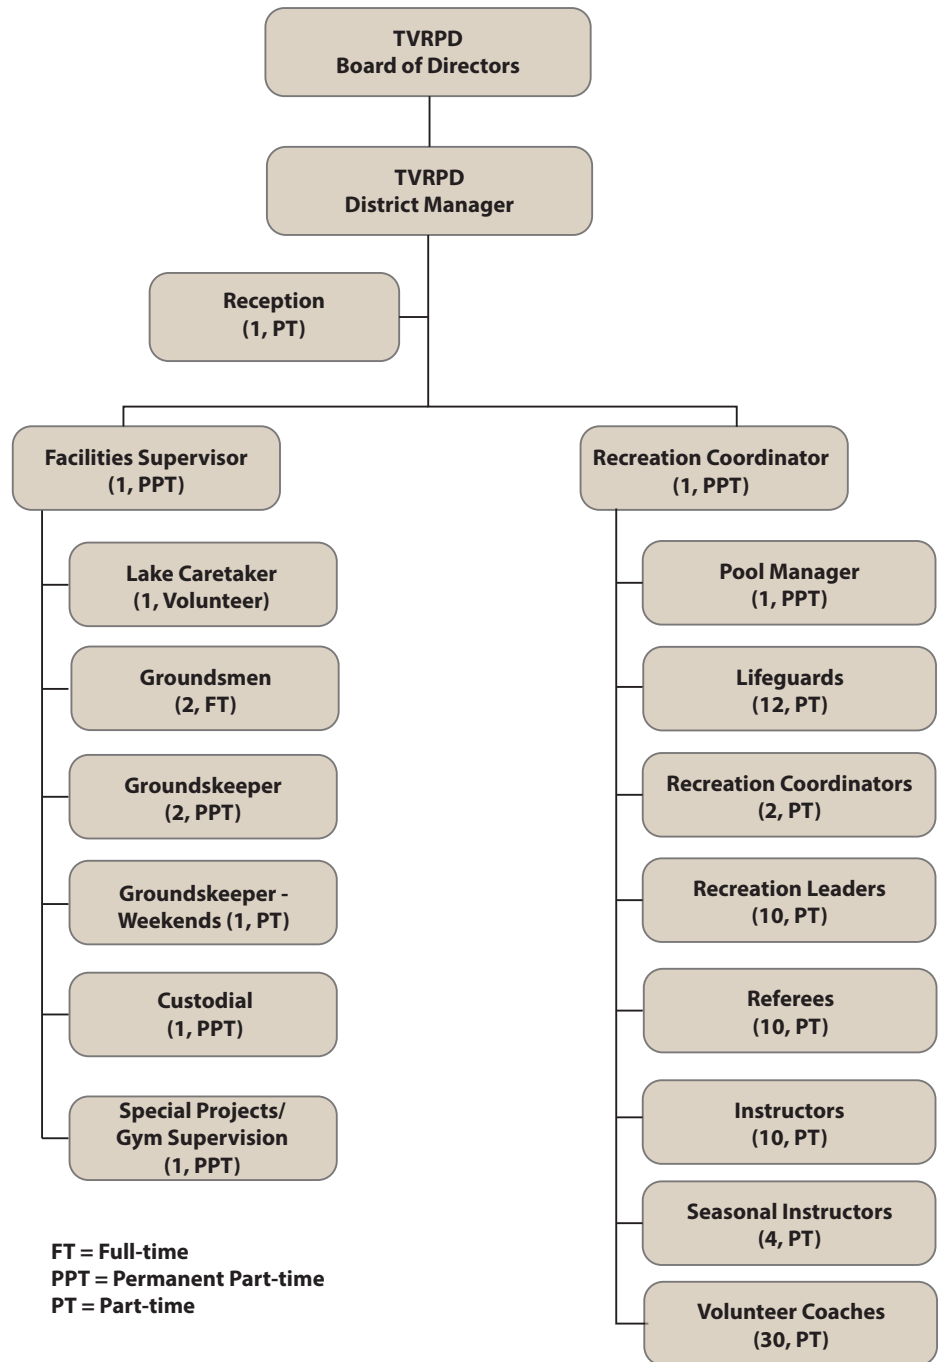 TVRPD
Board of Directors
TVRPD
District Manager
Reception
(1, PT)
Facilities Supervisor
(1, PPT)
Lake Caretaker
(1, Volunteer)
Groundsmen
(2, FT)
Groundskeeper
(2, PPT)
Groundskeeper -
Weekends (1, PT)
Custodial
(1, PPT)
Special Projects/
Gym Supervision
(1, PPT)
Recreation Coordinator
(1, PPT)
Pool Manager
(1, PPT)
Lifeguards
(12, PT)
Recreation Coordinators
(2, PT)
Recreation Leaders
(10, PT)
Referees
(10, PT)
Instructors
(10, PT)
Seasonal Instructors
(4, PT)
Volunteer Coaches
(30, PT)
FT = Full-time
PPT = Permanent Part-time
PT = Part-time